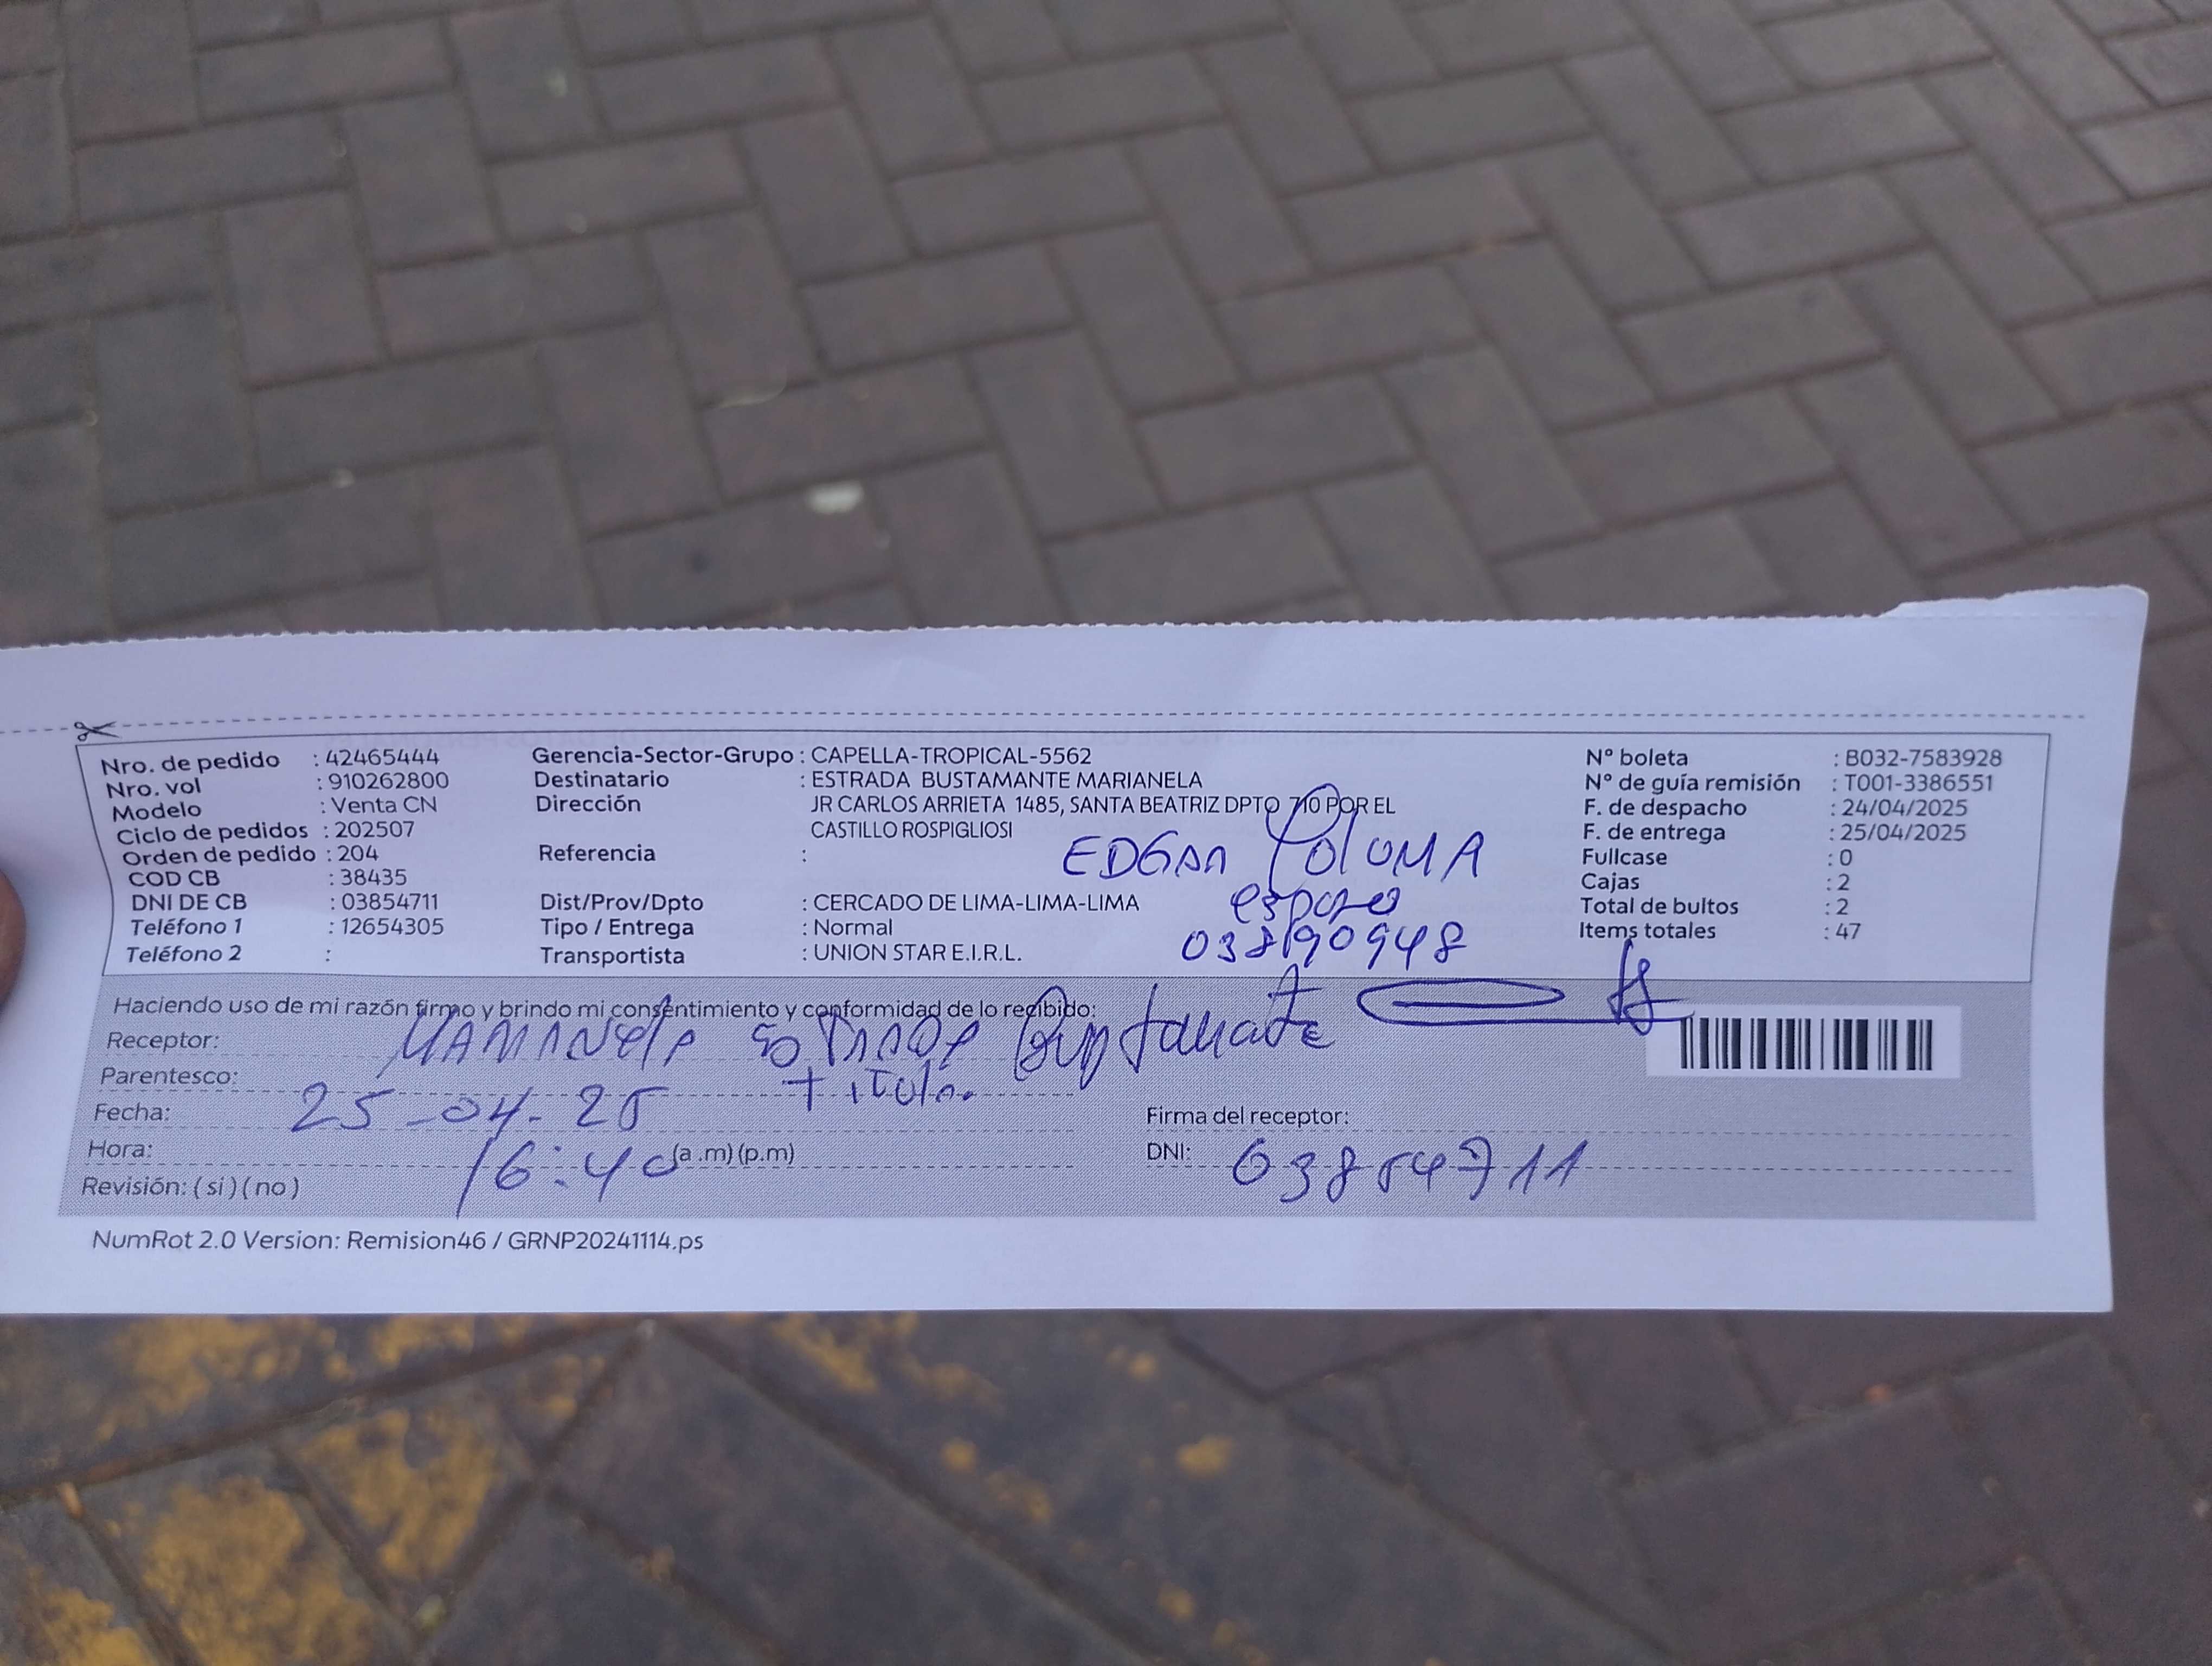 Nro. de pedido : 42465444
Nro. vol : 910262800
Modelo : Venta CN
Ciclo de pedidos : 202507
Orden de pedido : 204
COD CB : 38435
DNI DE CB : 03854711
Teléfono 1 : 12654305
Teléfono 2 :
Gerencia-Sector-Grupo : CAPELLA-TROPICAL-5562
Destinatario : ESTRADA BUSTAMANTE MARIANELA
Dirección JR CARLOS ARRIETA 1485, SANTA BEATRIZ DPTO 710 POR EL
CASTILLO ROSPIGLIOSI
Referencia :
Dist/Prov/Dpto : CERCADO DE LIMA-LIMA-LIMA
Tipo / Entrega : Normal
Transportista : UNION STAR E.I.R.L.
EDGAR
esposo
03890948
N° boleta : B032-7583928
N° de guía remisión : T001-3386551
F. de despacho : 24/04/2025
F. de entrega : 25/04/2025
Fullcase : 0
Cajas : 2
Total de bultos : 2
Items totales : 47
Haciendo uso de mi razón firmo y brindo mi consentimiento y conformidad de lo recibido:
Receptor: MARIANELA ESTRADA Bustamante
Parentesco: Titular
Fecha: 25-04-25
Hora: 16:40 (a.m) (p.m)
Revisión: ( si ) ( no )
Firma del receptor:
DNI: 03854711
NumRot 2.0 Version: Remision46 / GRNP20241114.ps